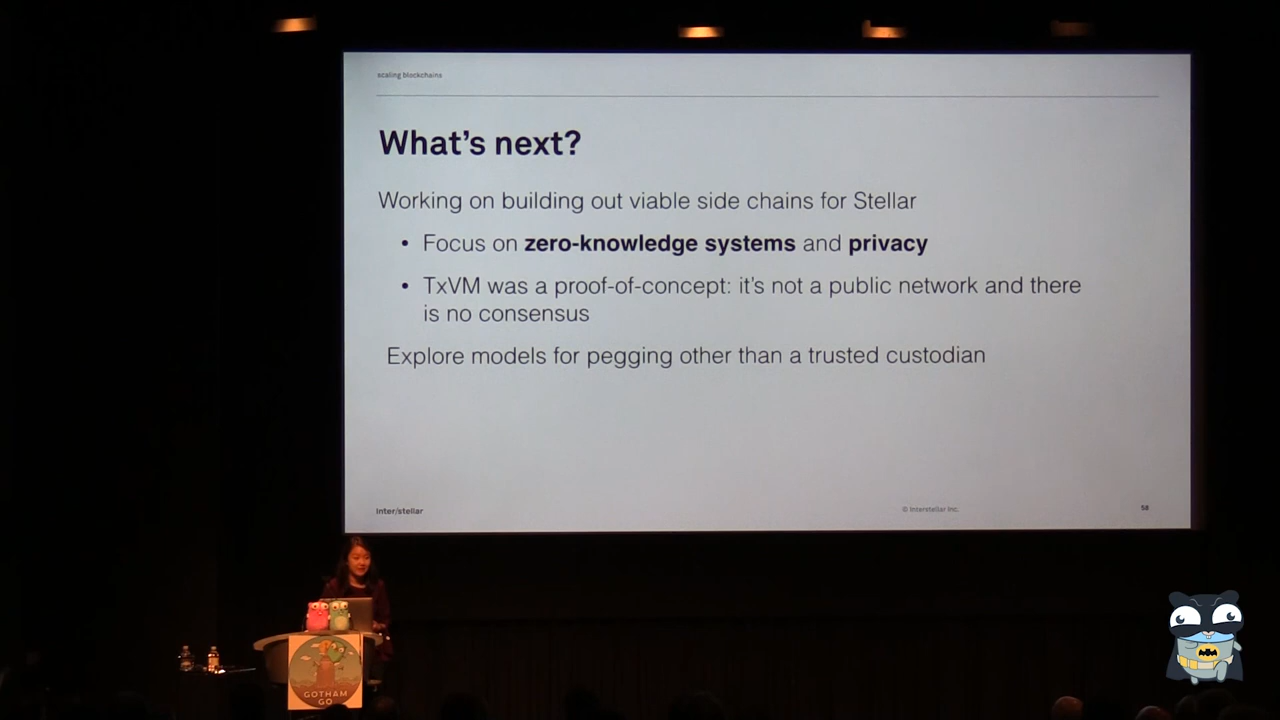 scaling blockchains
What's next?
Working on building out viable side chains for Stellar
• Focus on zero-knowledge systems and privacy
• TxVM was a proof-of-concept: it's not a public network and there
is no consensus
Explore models for pegging other than a trusted custodian
Inter/stellar
© Interstellar Inc.
58
GOTHAM
GO